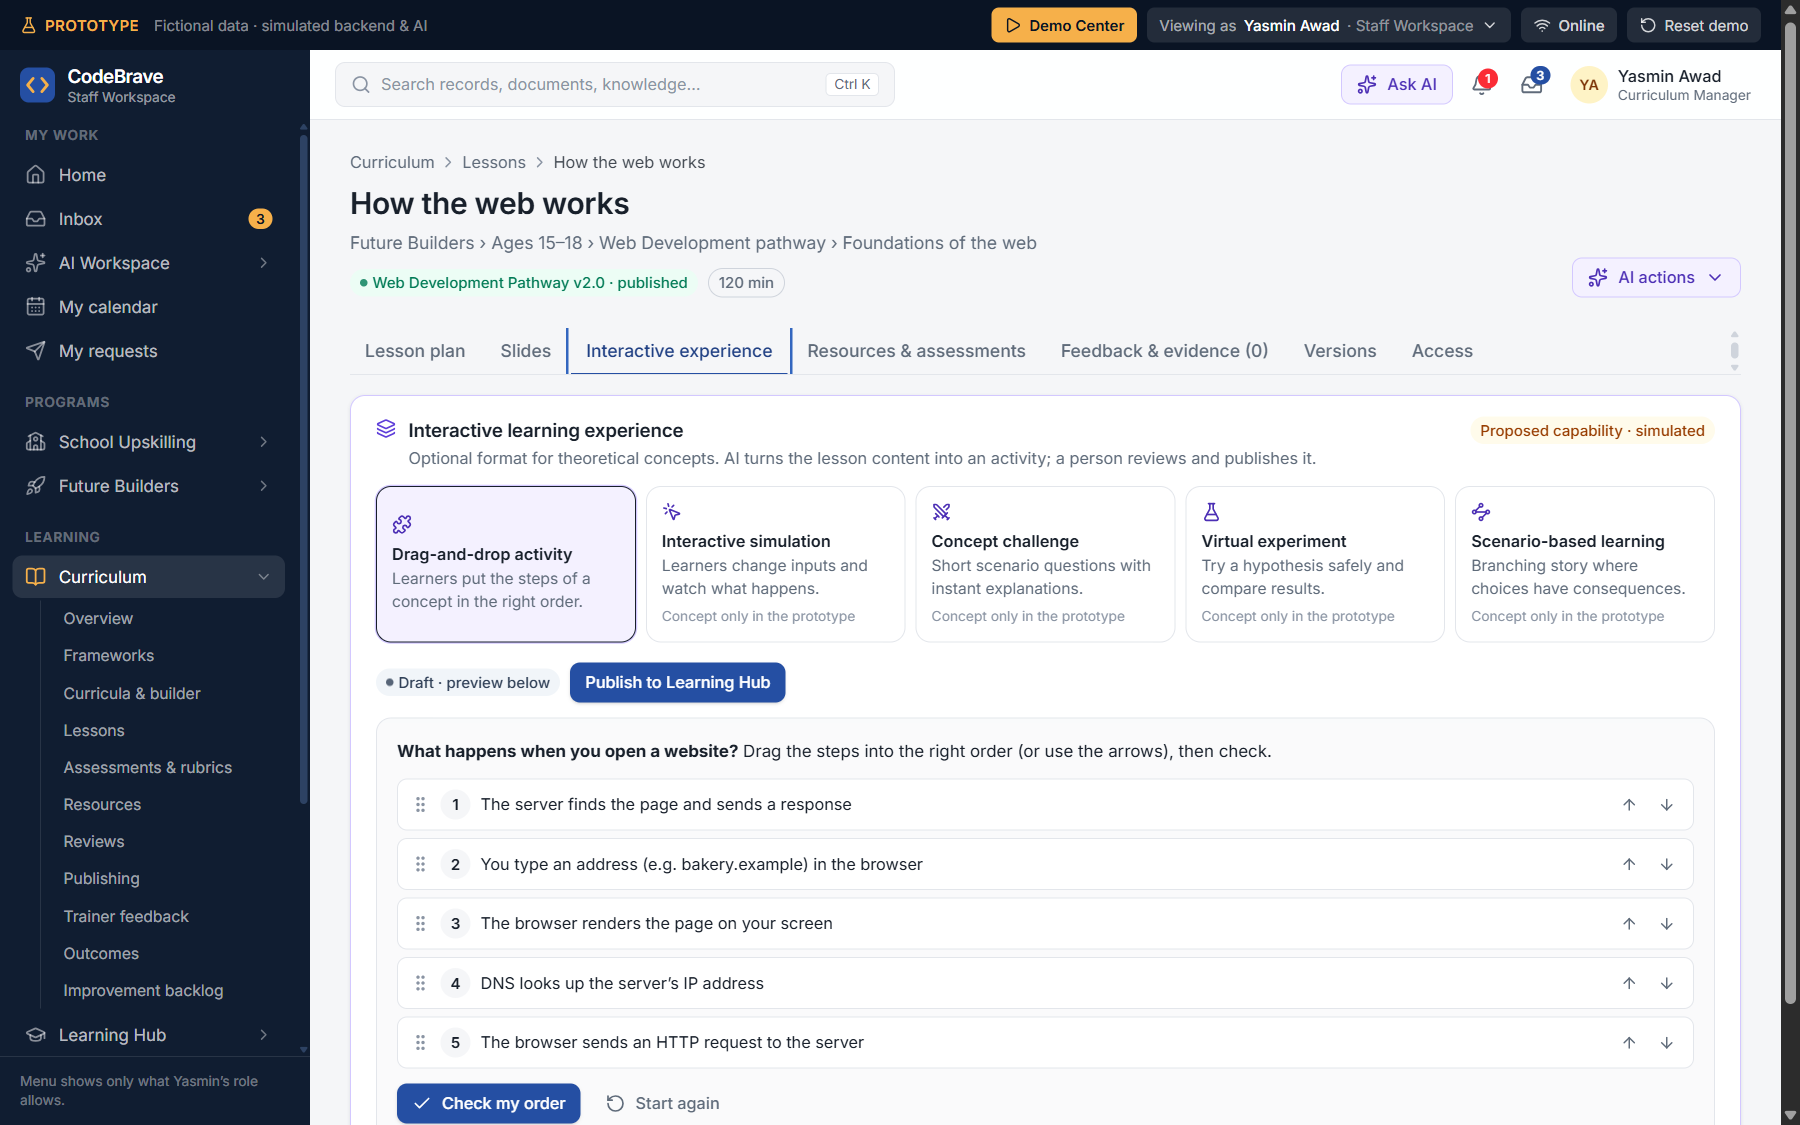 PROTOTYPE
Fictional data · simulated backend & AI
Demo Center
Viewing as Yasmin Awad · Staff Workspace
Online
Reset demo
CodeBrave
Staff Workspace
Search records, documents, knowledge...
Ctrl K
Ask AI
1
3
YA
Yasmin Awad
Curriculum Manager
MY WORK
Home
Inbox
3
AI Workspace
My calendar
My requests
PROGRAMS
School Upskilling
Future Builders
LEARNING
Curriculum
Overview
Frameworks
Curricula & builder
Lessons
Assessments & rubrics
Resources
Reviews
Publishing
Trainer feedback
Outcomes
Improvement backlog
Learning Hub
Menu shows only what Yasmin's role
allows.
Curriculum > Lessons > How the web works
How the web works
Future Builders › Ages 15–18 › Web Development pathway › Foundations of the web
Web Development Pathway v2.0 · published
120 min
AI actions
Lesson plan
Slides
Interactive experience
Resources & assessments
Feedback & evidence (0)
Versions
Access
Interactive learning experience
Proposed capability · simulated
Optional format for theoretical concepts. AI turns the lesson content into an activity; a person reviews and publishes it.
Drag-and-drop activity
Learners put the steps of a
concept in the right order.
Interactive simulation
Learners change inputs and
watch what happens.
Concept only in the prototype
Concept challenge
Short scenario questions with
instant explanations.
Concept only in the prototype
Virtual experiment
Try a hypothesis safely and
compare results.
Concept only in the prototype
Scenario-based learning
Branching story where
choices have consequences.
Concept only in the prototype
Draft · preview below
Publish to Learning Hub
What happens when you open a website? Drag the steps into the right order (or use the arrows), then check.
1 The server finds the page and sends a response
2 You type an address (e.g. bakery.example) in the browser
3 The browser renders the page on your screen
4 DNS looks up the server’s IP address
5 The browser sends an HTTP request to the server
Check my order
Start again